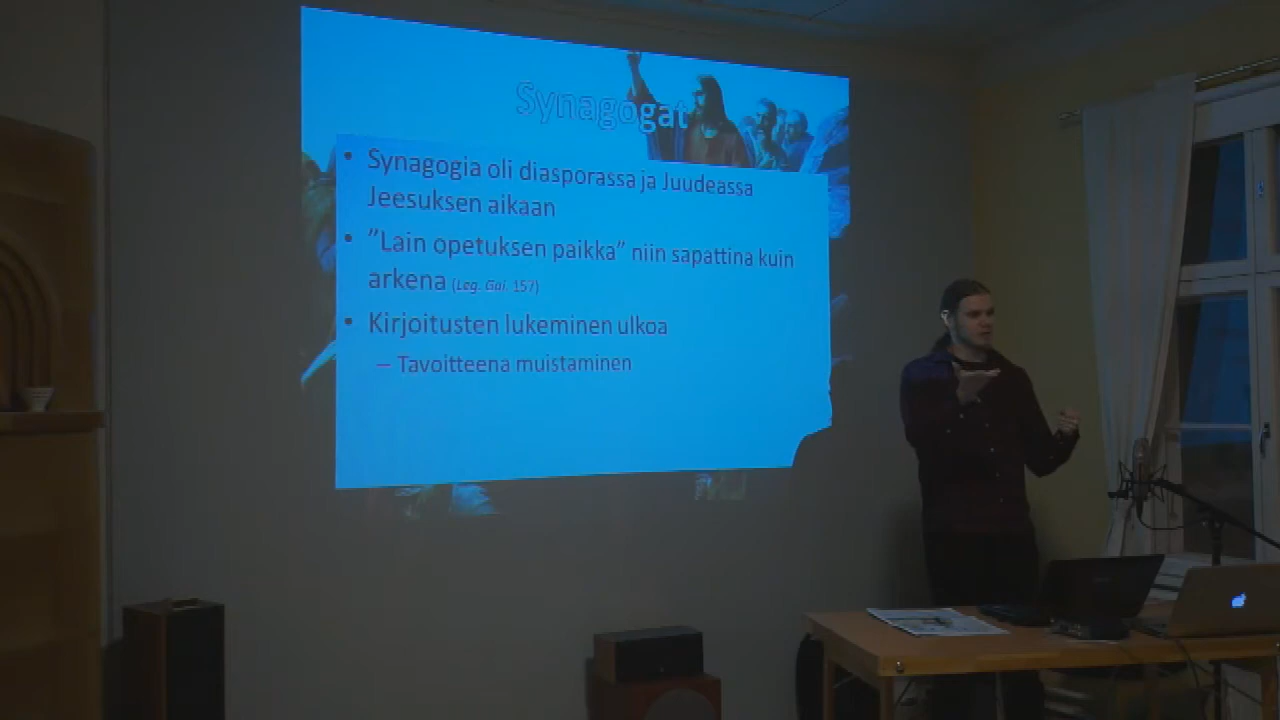 Synagogat
• Synagogia oli diasporassa ja Juudeassa
Jeesuksen aikaan
• ”Lain opetuksen paikka” niin sapattina kuin
arkena (Leg. Gai. 157)
• Kirjoitusten lukeminen ulkoa
– Tavoitteena muistaminen